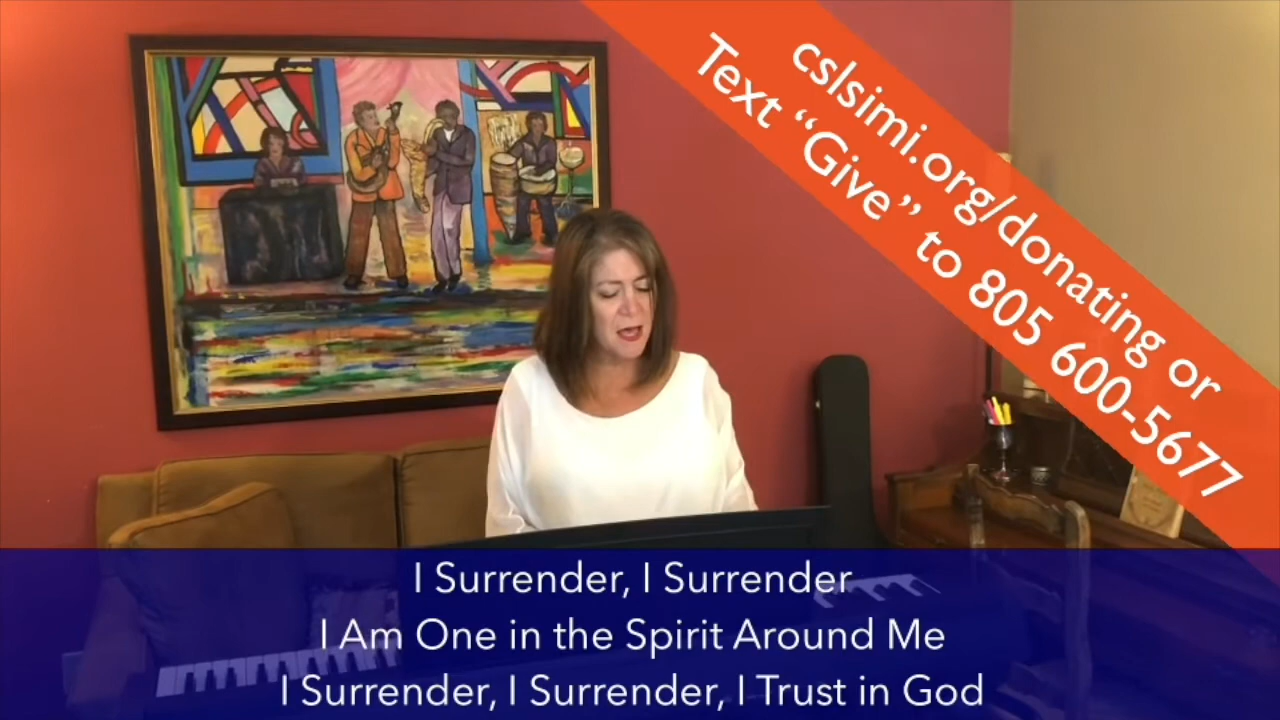 cslsimi.org/donating or
Text “Give” to 805 600-5677
I Surrender, I Surrender
I Am One in the Spirit Around Me
I Surrender, I Surrender, I Trust in God